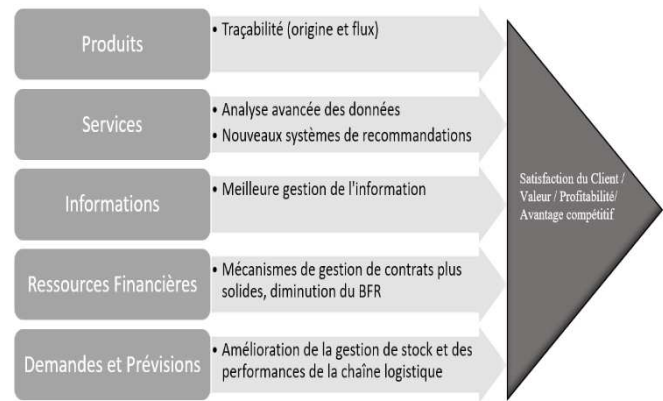 Produits
• Traçabilité (origine et flux)
Services
• Analyse avancée des données
• Nouveaux systèmes de recommandations
Informations
• Meilleure gestion de l'information
Ressources Financières
• Mécanismes de gestion de contrats plus
solides, diminution du BFR
Demandes et Prévisions
• Amélioration de la gestion de stock et des
performances de la chaîne logistique
Satisfaction du Client /
Valeur / Profitabilité/
Avantage compétitif